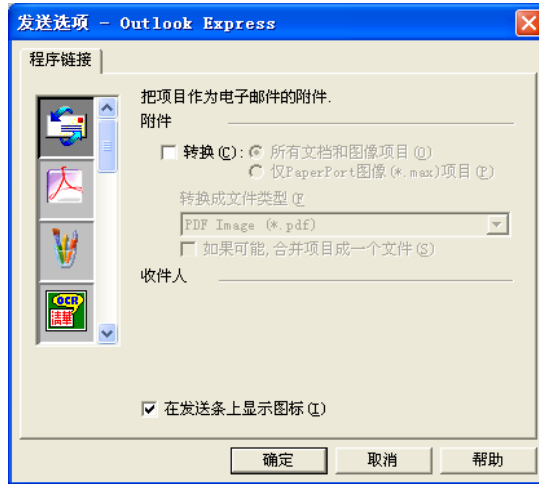 发送选项 - Outlook Express
程序链接
把项目作为电子邮件的附件.
附件
转换(C): 所有文档和图像项目(O)
仅PaperPort图像(*.max)项目(P)
转换成文件类型(F
PDF Image (*.pdf)
如果可能,合并项目成一个文件(S)
OCR
清華
收件人
在发送条上显示图标(I)
确定 取消 帮助